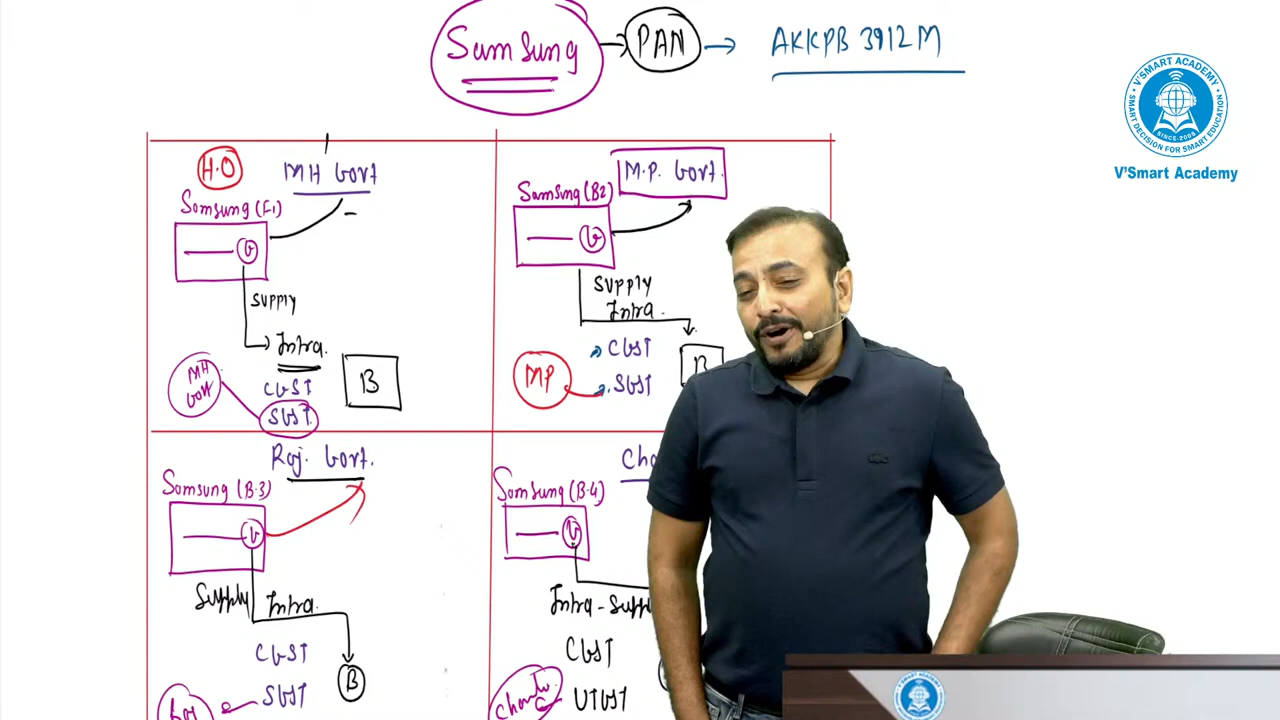 Samsung → PAN → AKKPB 3912M
V'SMART ACADEMY
SMART DECISION FOR SMART EDUCATION
SINCE-2008
V'Smart Academy
H.O
MH Govt
Samsung (F1)
Supply
Intra
MH Govt
CGST
SGST
B
M.P. Govt.
Samsung (B2)
Supply
Intra.
CGST
MP
SGST
B
Raj. Govt.
Samsung (B.3)
Supply Intra.
CGST
SGST
B
Samsung (B.4)
Intra - Supply
CGST
UTGST